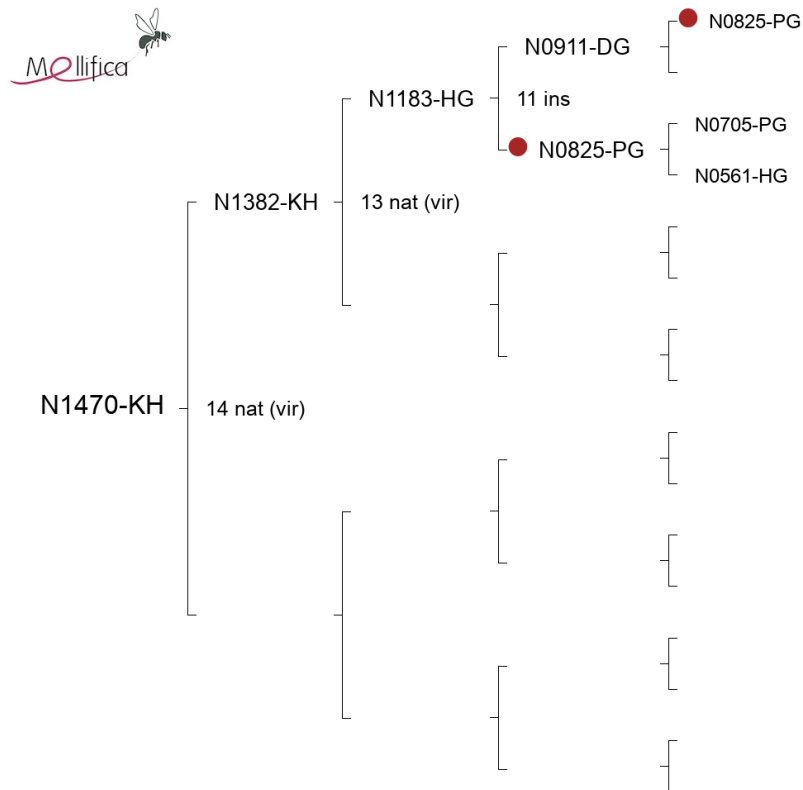 Mellifica
N0825-PG
N0911-DG
N1183-HG
11 ins
N0705-PG
N0825-PG
N0561-HG
N1382-KH
13 nat (vir)
N1470-KH
14 nat (vir)